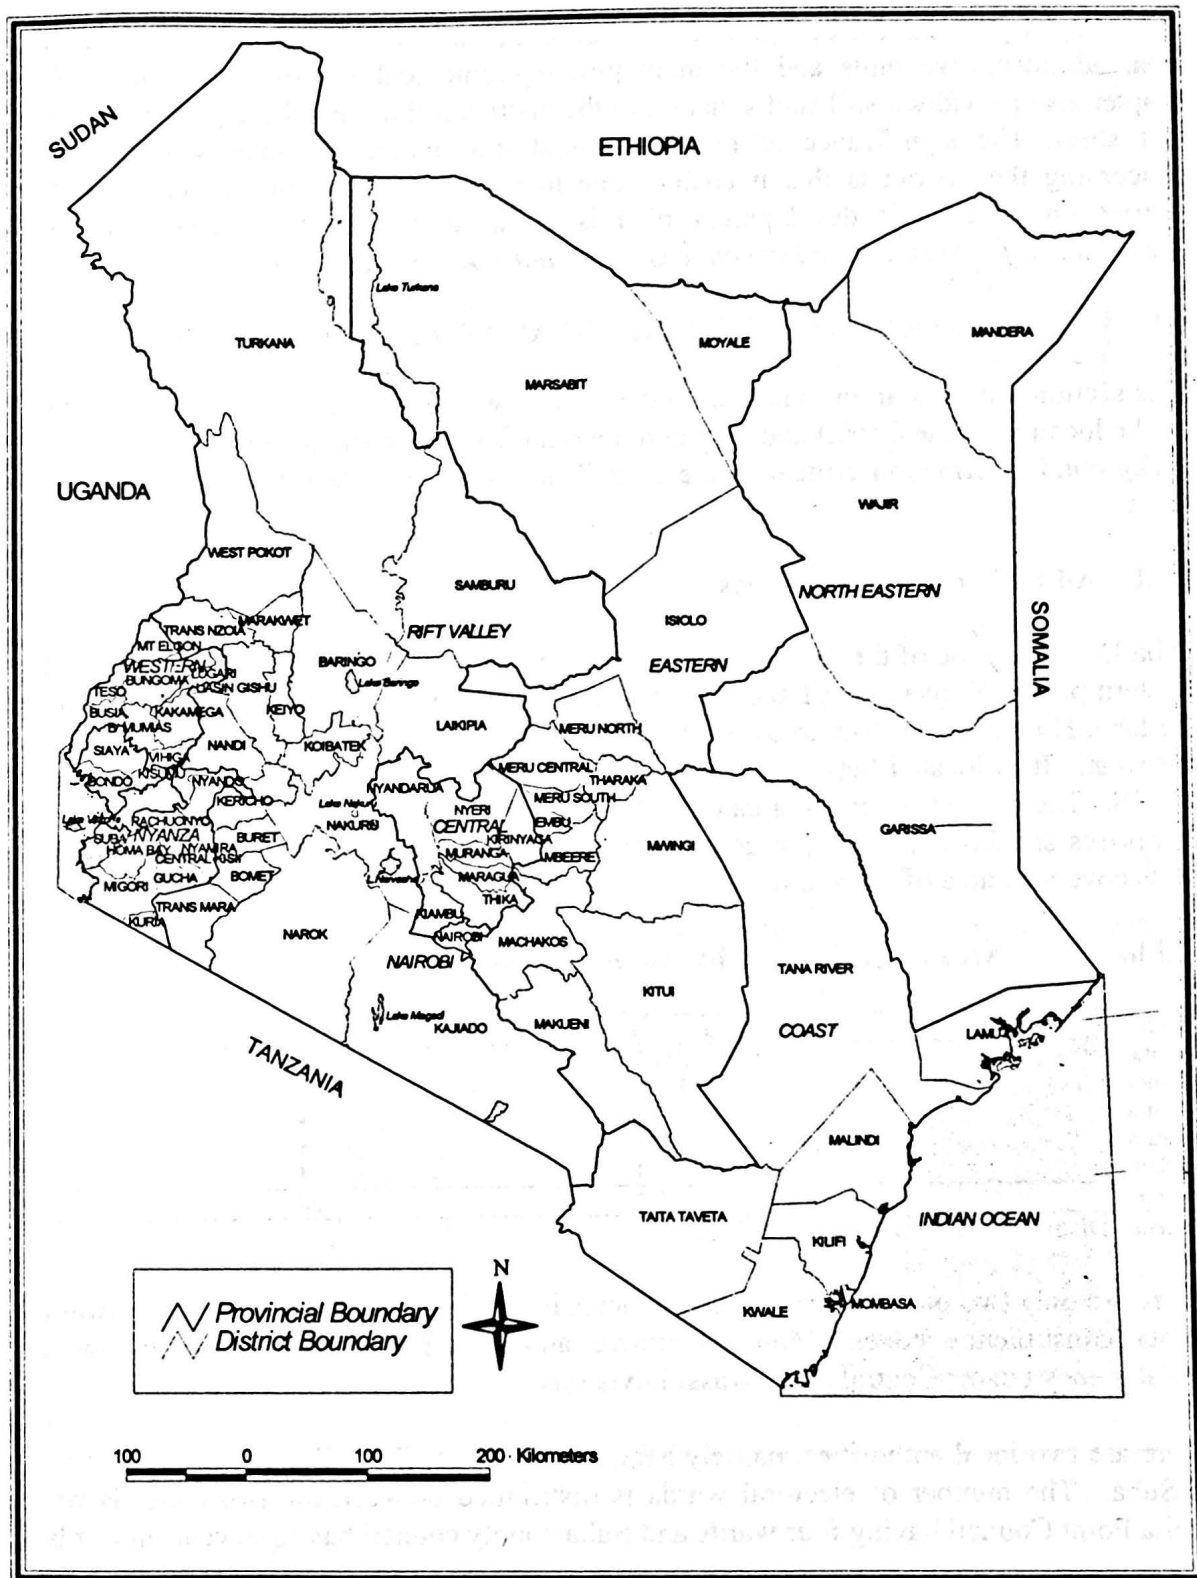 SUDAN
ETHIOPIA
Lake Turkana
TURKANA
MOYALE
MANDERA
MARSABIT
UGANDA
WAJIR
WEST POKOT
SAMBURU
NORTH EASTERN
SOMALIA
MARAKWET
TRANS NZOIA
RIFT VALLEY
ISIOLO
MT ELGON
WESTERN
LUGARI
BARINGO
EASTERN
BUNGOMA
UASIN GISHU
Lake Baringo
TESO
BUSIA
KAKAMEGA
KEIYO
LAIKIPIA
MERU NORTH
B/MUMIAS
SIAYA
NANDI
KOIBATEK
VIHIGA
MERU CENTRAL
BONDO
KISUMU
NYANDO
NYANDARUA
THARAKA
KERICHO
Lake Nakuru
NYERI
MERU SOUTH
RACHUONYO
NAKURU
CENTRAL
EMBU
GARISSA
SUBA
NYANZA
BURET
KIRINYAGA
MWINGI
HOMA BAY
NYAMIRA
MURANGA
MBEERE
CENTRAL KISII
L. Naivasha
MARAGUA
MIGORI
GUCHA
BOMET
THIKA
TRANS MARA
KIAMBU
KURIA
NAROK
NAIROBI
MACHAKOS
NAIROBI
TANA RIVER
KITUI
Lake Magadi
KAJIADO
MAKUENI
COAST
LAMU
TANZANIA
MALINDI
TAITA TAVETA
INDIAN OCEAN
KILIFI
N
KWALE
MOMBASA
Provincial Boundary
District Boundary
100 0 100 200 Kilometers